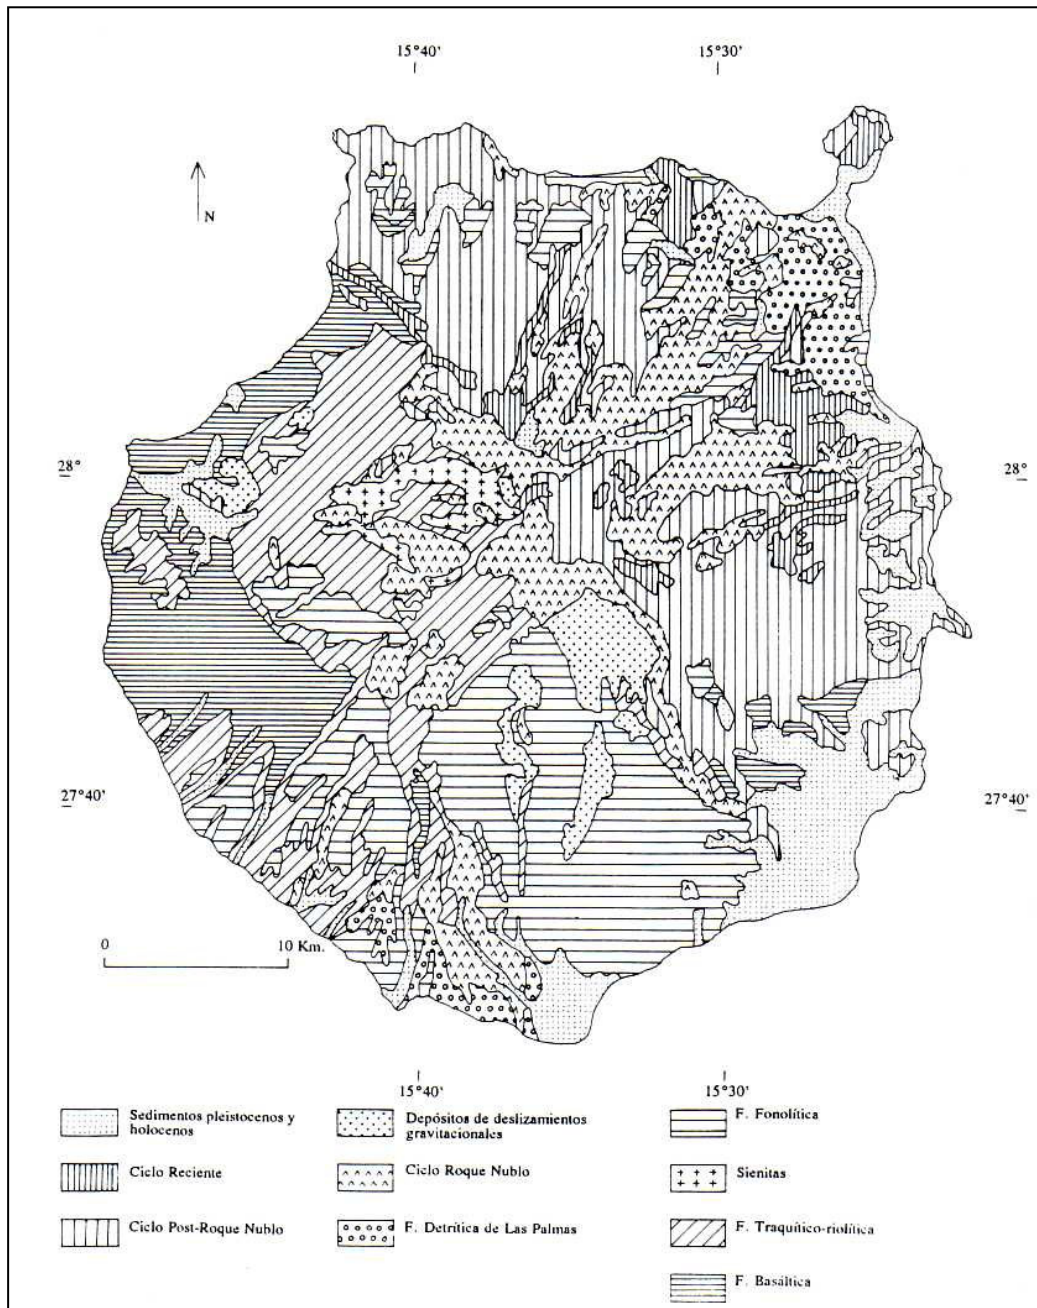 15°40'
15°30'
N
28°
28°
27°40'
27°40'
0
10 Km.
15°40'
15°30'
Sedimentos pleistocenos y
holocenos
Ciclo Reciente
Ciclo Post-Roque Nublo
Depósitos de deslizamientos
gravitacionales
Ciclo Roque Nublo
F. Detrítica de Las Palmas
F. Fonolítica
Sienitas
F. Traquítico-riolítica
F. Basáltica